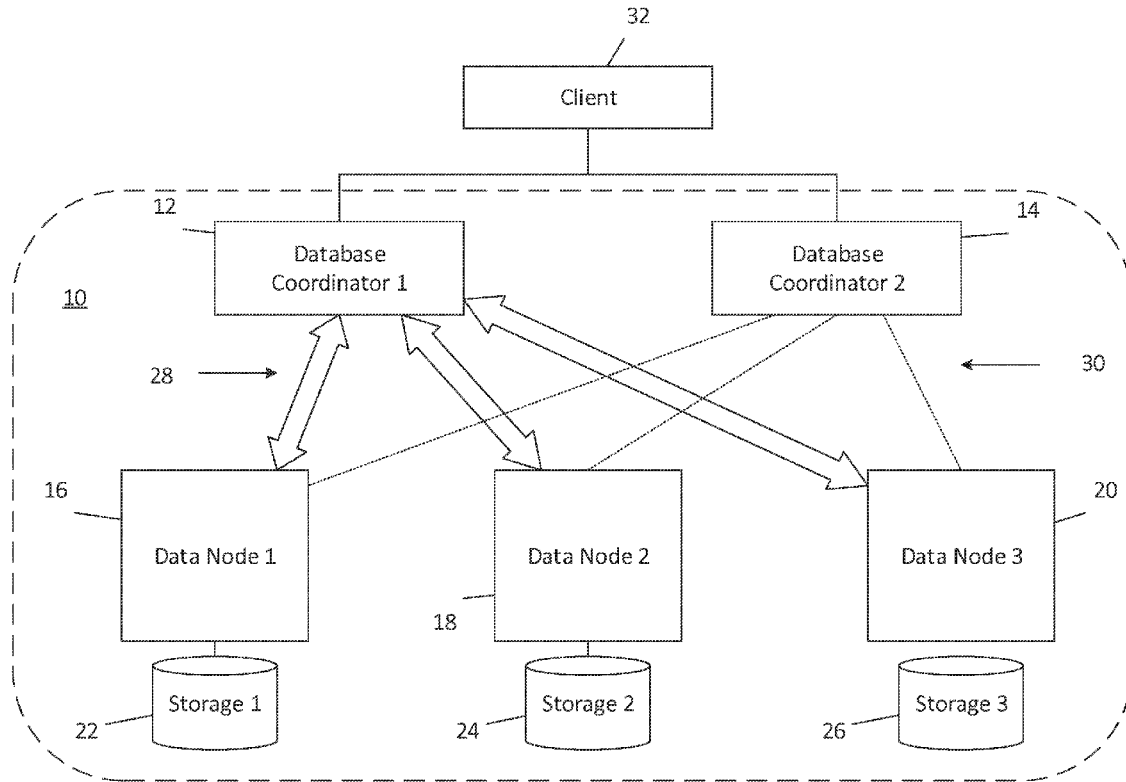 32
Client
12
14
Database
Coordinator 1
Database
Coordinator 2
10
28
30
16
20
Data Node 1
Data Node 2
Data Node 3
18
Storage 1
Storage 2
Storage 3
22
24
26